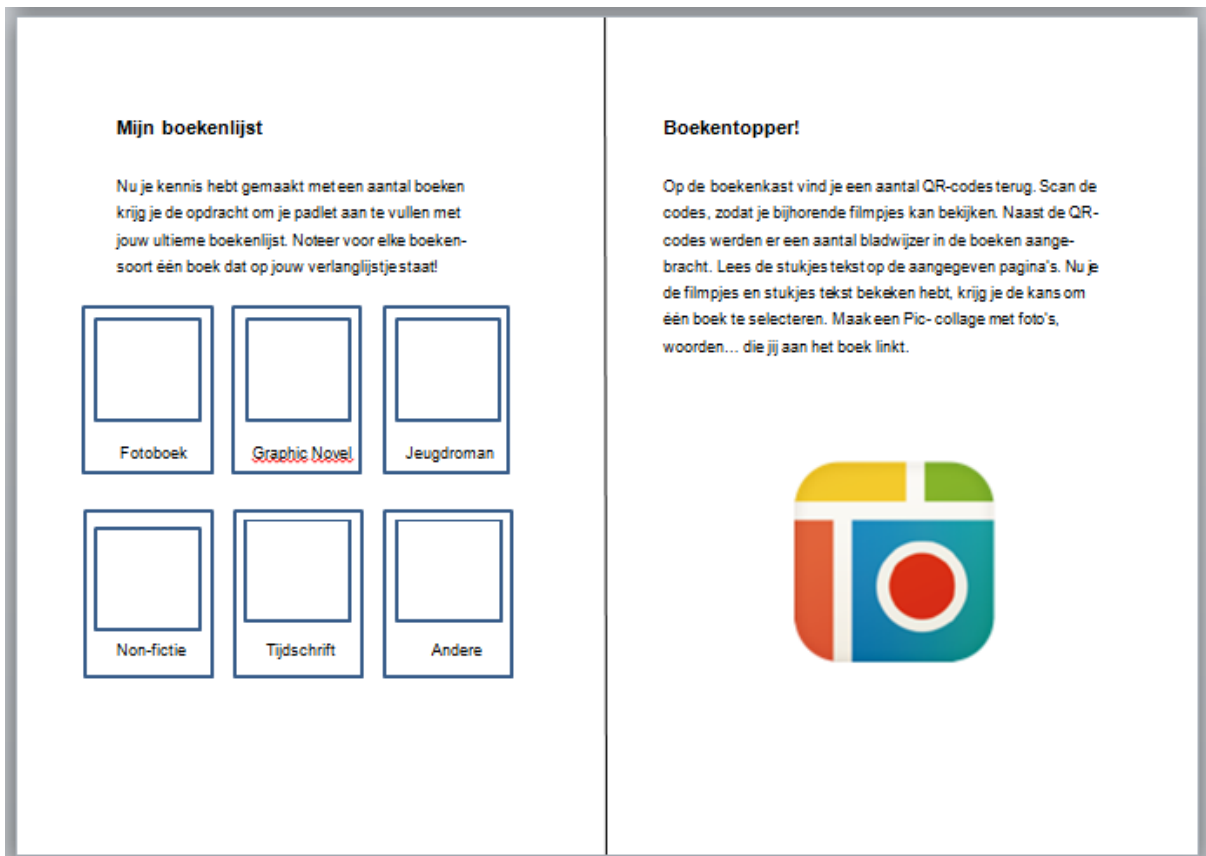 Mijn boekenlijst
Nu je kennis hebt gemaakt met een aantal boeken
krijg je de opdracht om je padlet aan te vullen met
jouw ultieme boekenlijst. Noteer voor elke boeken-
soort één boek dat op jouw verlanglijstje staat!
Fotoboek
Graphic Novel
Jeugdroman
Non-fictie
Tijdschrift
Andere
Boekentopper!
Op de boekenkast vind je een aantal QR-codes terug. Scan de
codes, zodat je bijhorende filmpjes kan bekijken. Naast de QR-
codes werden er een aantal bladwijzer in de boeken aange-
bracht. Lees de stukjes tekst op de aangegeven pagina's. Nu je
de filmpjes en stukjes tekst bekeken hebt, krijg je de kans om
één boek te selecteren. Maak een Pic- collage met foto's,
woorden… die jij aan het boek linkt.